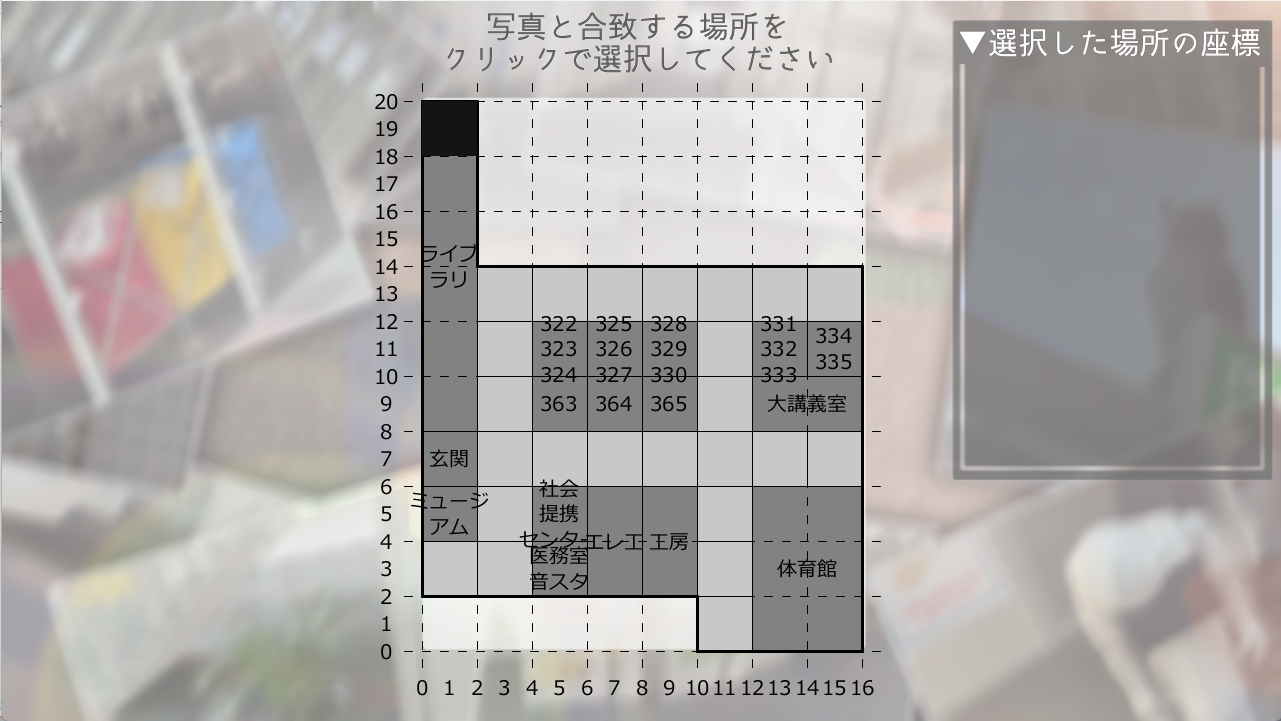 写真と合致する場所を
クリックで選択してください
▼選択した場所の座標
20
19
18
17
16
15
14
13
12
11
10
9
8
7
6
5
4
3
2
1
0
ライブ
ラリ
322 325 328 331
323 326 329 332
324 327 330 333
334
335
363 364 365 大講義室
玄関
ミュージ
アム
社会
提携
センター
医務室
音スタ
エレエ 工房
体育館
0 1 2 3 4 5 6 7 8 9 10 11 12 13 14 15 16